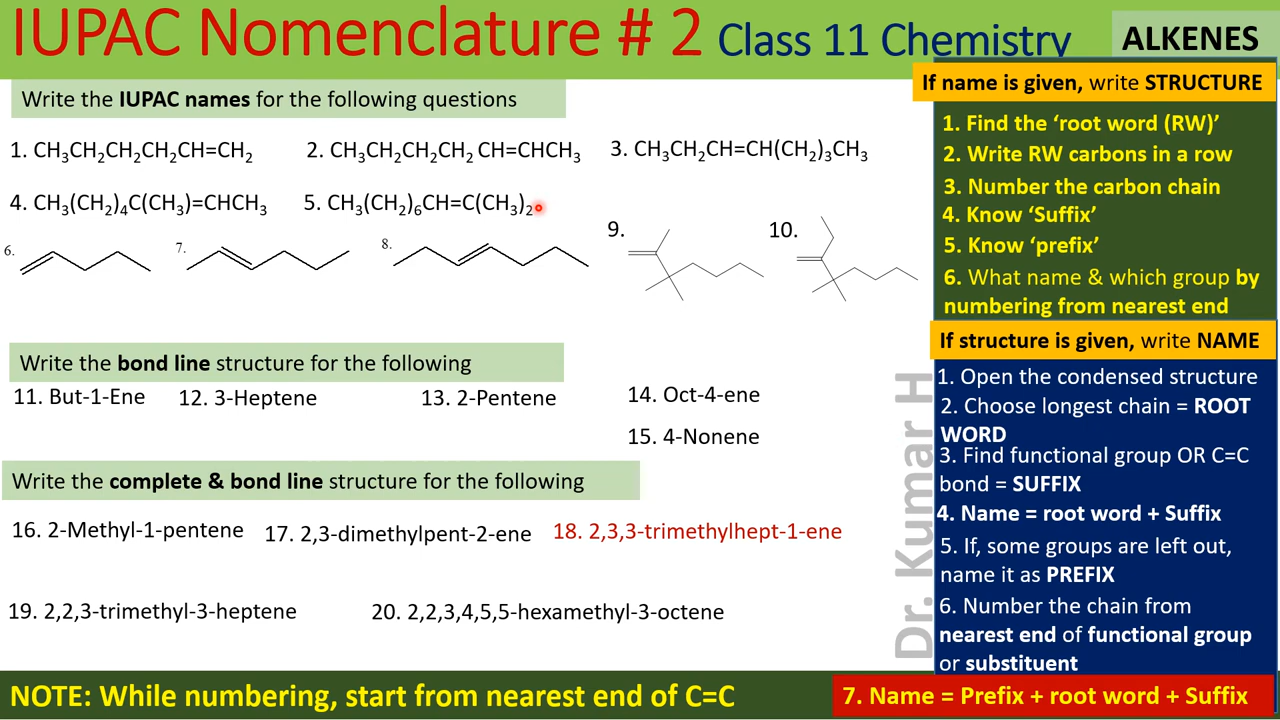 IUPAC Nomenclature # 2 Class 11 Chemistry
ALKENES
Write the IUPAC names for the following questions
1. CH₃CH₂CH₂CH₂CH=CH₂ 2. CH₃CH₂CH₂CH₂ CH=CHCH₃ 3. CH₃CH₂CH=CH(CH₂)₃CH₃
4. CH₃(CH₂)₄C(CH₃)=CHCH₃ 5. CH₃(CH₂)₆CH=C(CH₃)₂
6. 7. 8. 9. 10.
Write the bond line structure for the following
11. But-1-Ene 12. 3-Heptene 13. 2-Pentene 14. Oct-4-ene
15. 4-Nonene
Write the complete & bond line structure for the following
16. 2-Methyl-1-pentene 17. 2,3-dimethylpent-2-ene 18. 2,3,3-trimethylhept-1-ene
19. 2,2,3-trimethyl-3-heptene 20. 2,2,3,4,5,5-hexamethyl-3-octene
NOTE: While numbering, start from nearest end of C=C
Dr. Kumar H
If name is given, write STRUCTURE
1. Find the ‘root word (RW)’
2. Write RW carbons in a row
3. Number the carbon chain
4. Know ‘Suffix’
5. Know ‘prefix’
6. What name & which group by
numbering from nearest end
If structure is given, write NAME
1. Open the condensed structure
2. Choose longest chain = ROOT
WORD
3. Find functional group OR C=C
bond = SUFFIX
4. Name = root word + Suffix
5. If, some groups are left out,
name it as PREFIX
6. Number the chain from
nearest end of functional group
or substituent
7. Name = Prefix + root word + Suffix